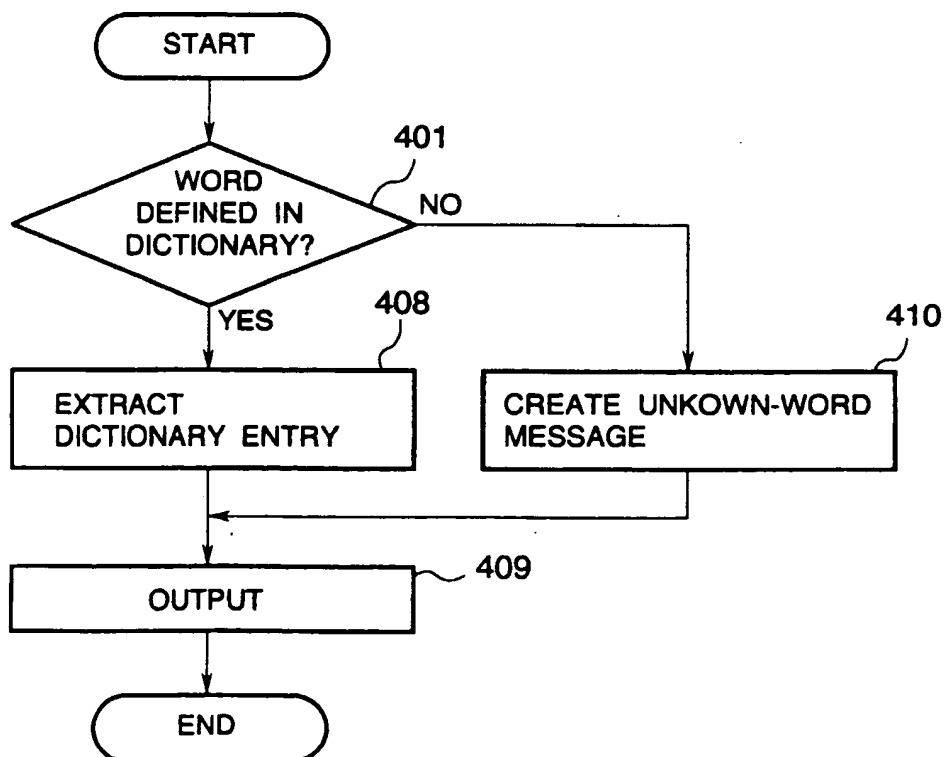 START
401
WORD
DEFINED IN
DICTIONARY?
NO
YES
408
410
EXTRACT
DICTIONARY ENTRY
CREATE UNKOWN-WORD
MESSAGE
409
OUTPUT
END